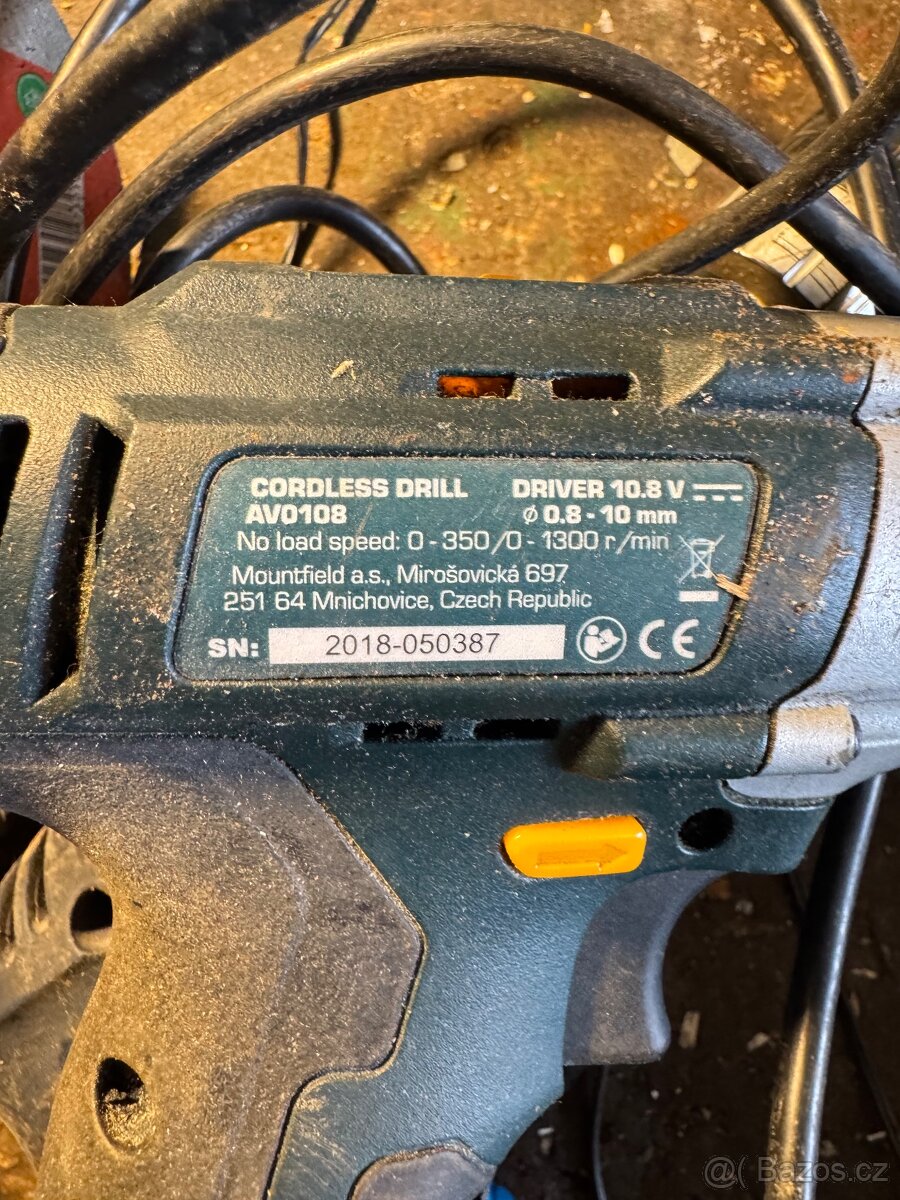 CORDLESS DRILL DRIVER 10.8 V
AV0108 Ø 0.8 - 10 mm
No load speed: 0 - 350/0 - 1300 r/min
Mountfield a.s., Mirošovická 697
251 64 Mnichovice, Czech Republic
SN: 2018-050387 CE
@( Bazos.cz